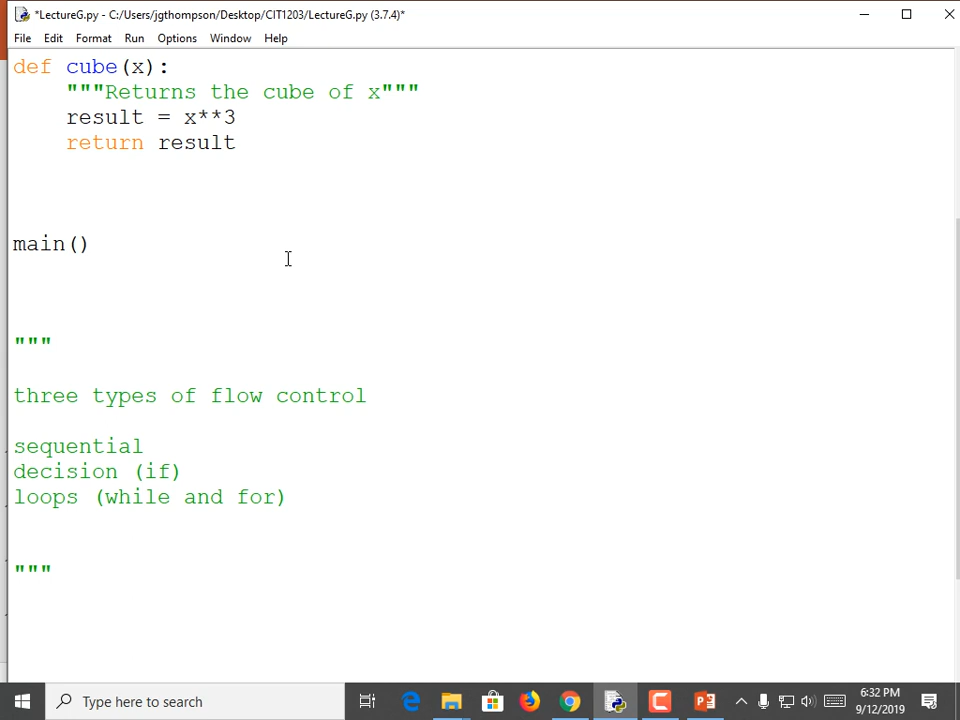 *LectureG.py - C:/Users/jgthompson/Desktop/CIT1203/LectureG.py (3.7.4)*
File Edit Format Run Options Window Help
def cube(x):
"""Returns the cube of x"""
result = x**3
return result
main()
"""
three types of flow control
sequential
decision (if)
loops (while and for)
"""
Type here to search
6:32 PM
9/12/2019